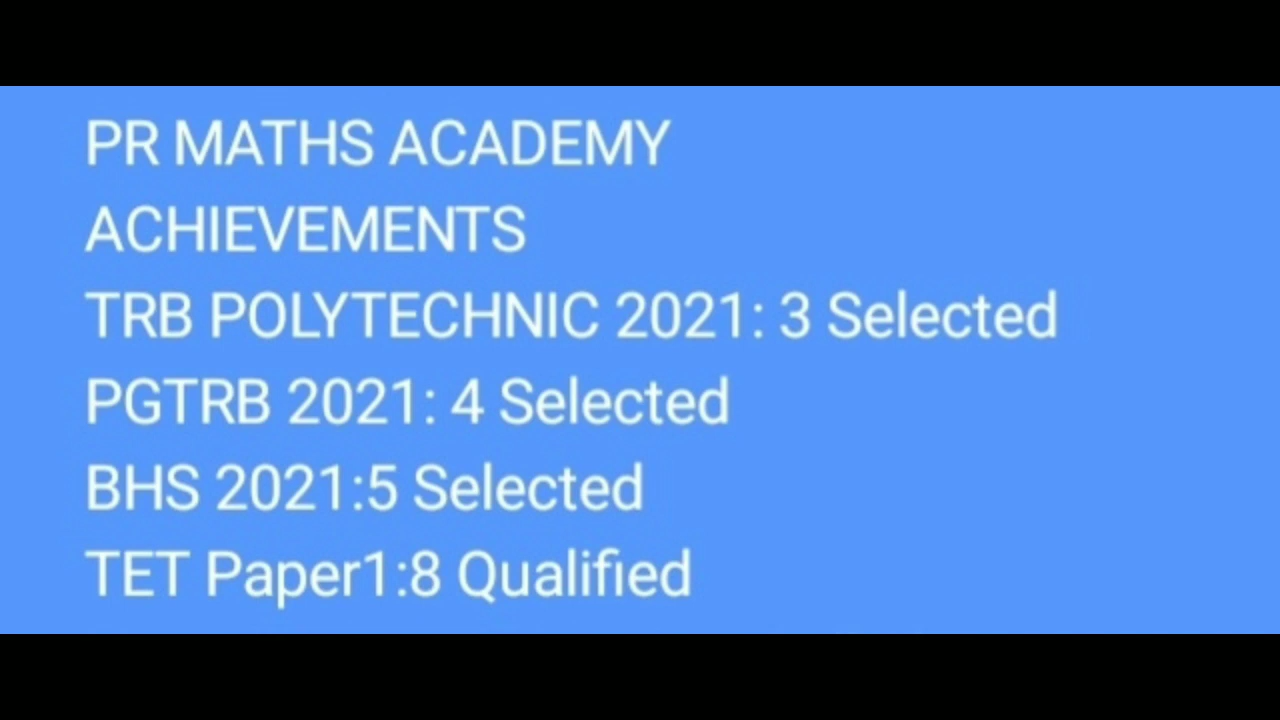 PR MATHS ACADEMY
ACHIEVEMENTS
TRB POLYTECHNIC 2021: 3 Selected
PGTRB 2021: 4 Selected
BHS 2021:5 Selected
TET Paper1:8 Qualified